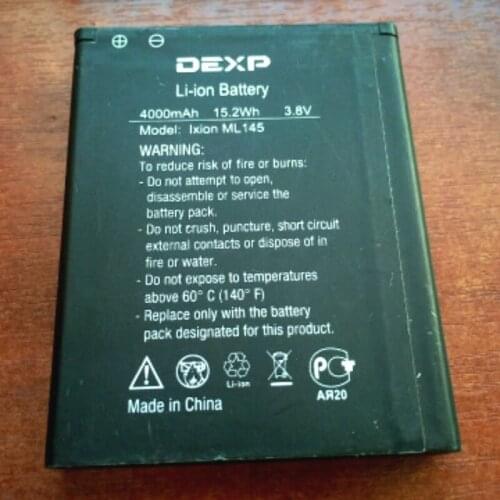 ⊕ ⊖
DEXP
Li-ion Battery
4000mAh 15.2Wh 3.8V
Model: Ixion ML145
WARNING:
To reduce risk of fire or burns:
- Do not attempt to open,
disassemble or service the
battery pack.
- Do not crush, puncture, short circuit
external contacts or dispose of in
fire or water.
- Do not expose to temperatures
above 60° C (140° F)
- Replace only with the battery
pack designated for this product.
Li-ion
РСТ
АЯ20
Made in China